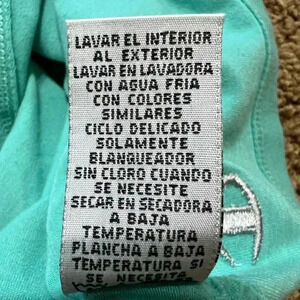 LAVAR EL INTERIOR
AL EXTERIOR
LAVAR EN LAVADORA
CON AGUA FRIA
CON COLORES
SIMILARES
CICLO DELICADO
SOLAMENTE
BLANQUEADOR
SIN CLORO CUANDO
SE NECESITE
SECAR EN SECADORA
A BAJA
TEMPERATURA
PLANCHA A BAJA
TEMPERATURA SI
SE NECESITE